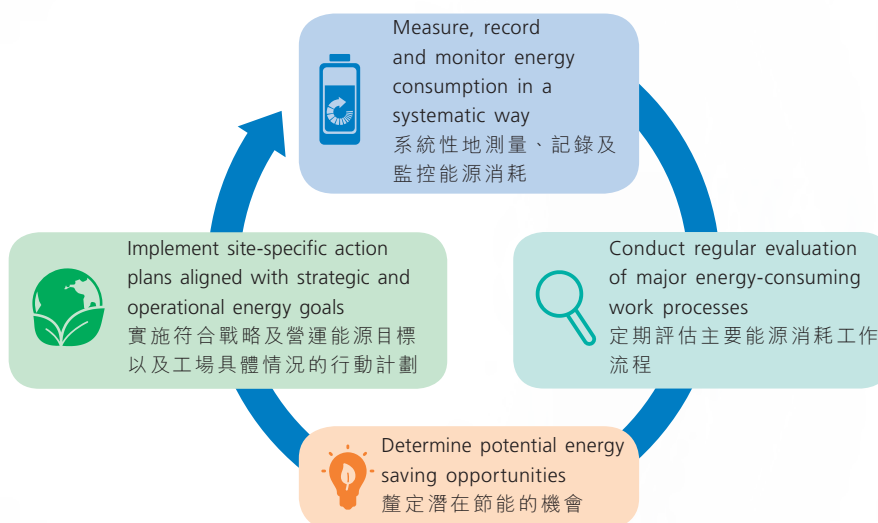 Measure, record
and monitor energy
consumption in a
systematic way
系統性地測量、記錄及
監控能源消耗
Conduct regular evaluation
of major energy-consuming
work processes
定期評估主要能源消耗工作
流程
Determine potential energy
saving opportunities
釐定潛在節能的機會
Implement site-specific action
plans aligned with strategic and
operational energy goals
實施符合戰略及營運能源目標
以及工場具體情況的行動計劃